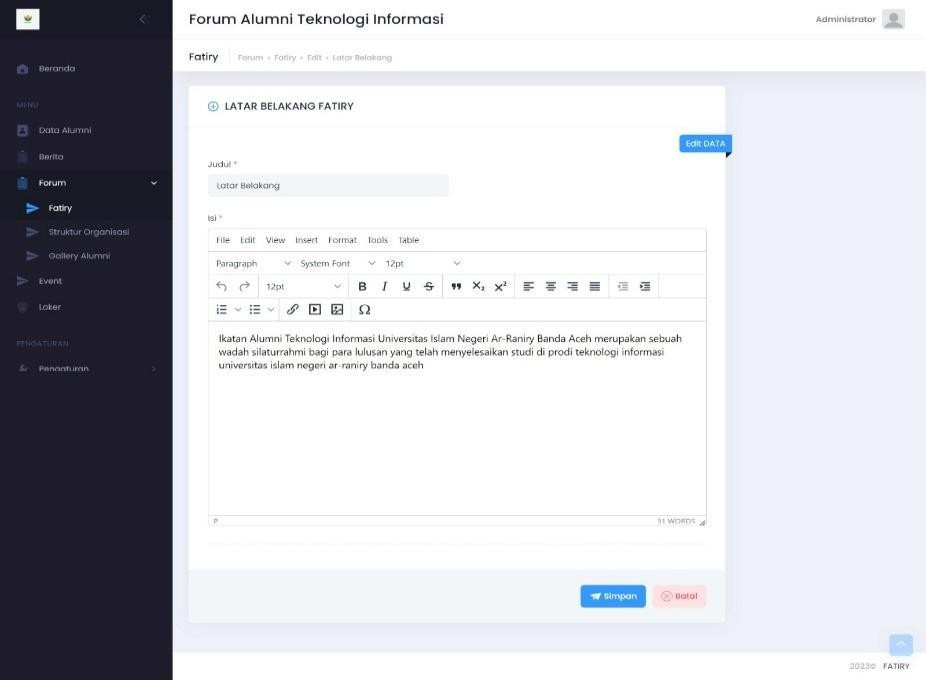 Forum Alumni Teknologi Informasi
Administrator
Fatiry
Forum • Fatiry • Edit • Latar Belakang
Beranda
MENU
Data Alumni
Berita
Forum
Fatiry
Struktur Organisasi
Gallery Alumni
Event
Loker
PENGATURAN
Pengaturan
LATAR BELAKANG FATIRY
Edit DATA
Judul *
Latar Belakang
Isi *
File Edit View Insert Format Tools Table
Paragraph System Font 12pt
12pt B I U S X₂ X²
Ω
Ikatan Alumni Teknologi Informasi Universitas Islam Negeri Ar-Raniry Banda Aceh merupakan sebuah
wadah silaturrahmi bagi para lulusan yang telah menyelesaikan studi di prodi teknologi informasi
universitas islam negeri ar-raniry banda aceh
P 31 WORDS
Simpan Batal
2023© FATIRY